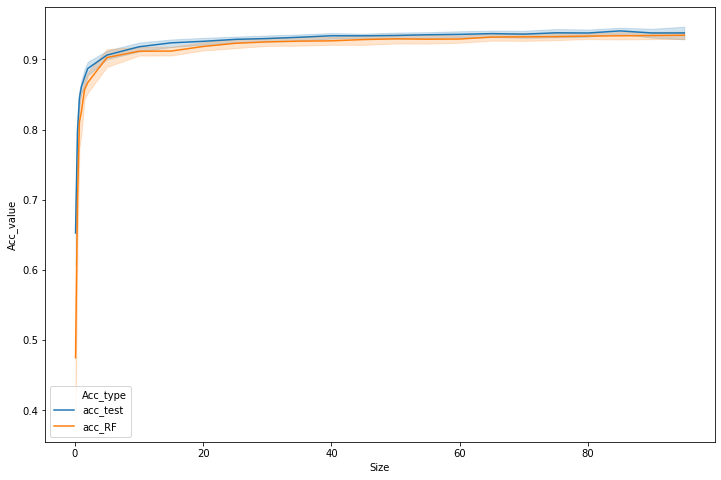 0.9
0.8
0.7
0.6
0.5
0.4
Acc_value
Acc_type
acc_test
acc_RF
0 20 40 60 80
Size